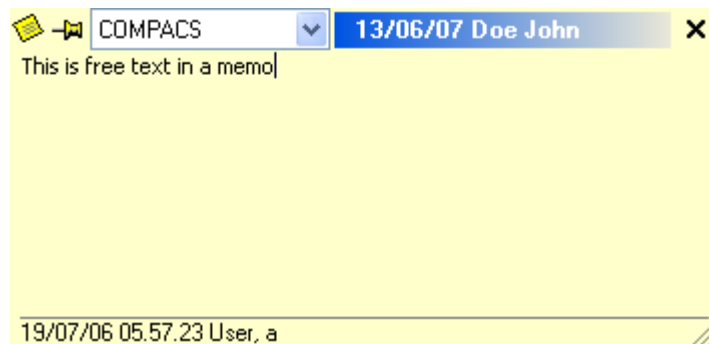 COMPACS 13/06/07 Doe John
This is free text in a memo
19/07/06 05.57.23 User, a